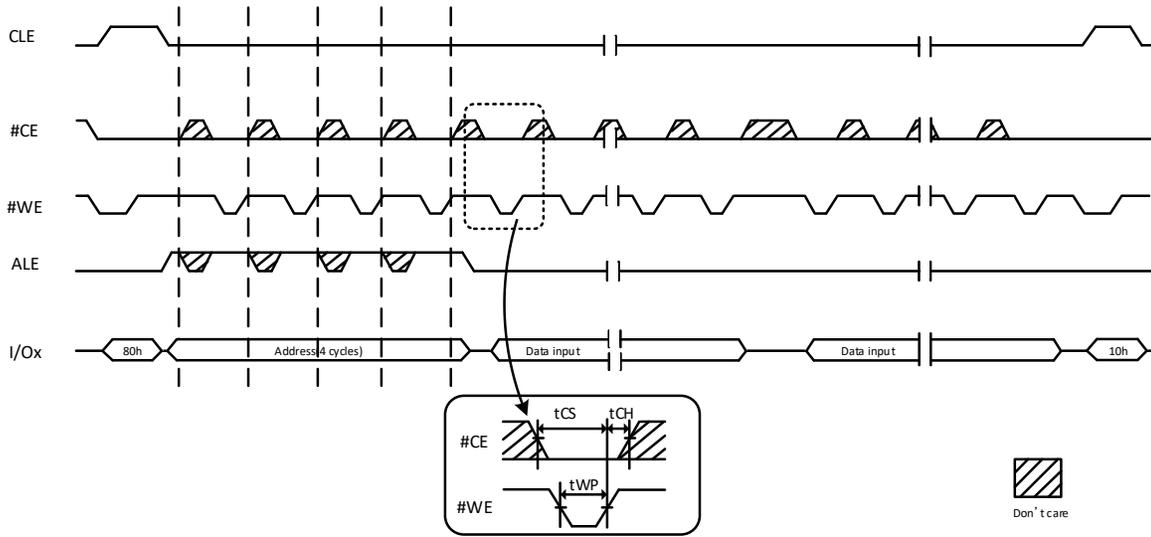 CLE
#CE
#WE
ALE
I/Ox
80h
Address(4 cycles)
Data input
Data input
10h
tCS
tCH
#CE
tWP
#WE
Don't care